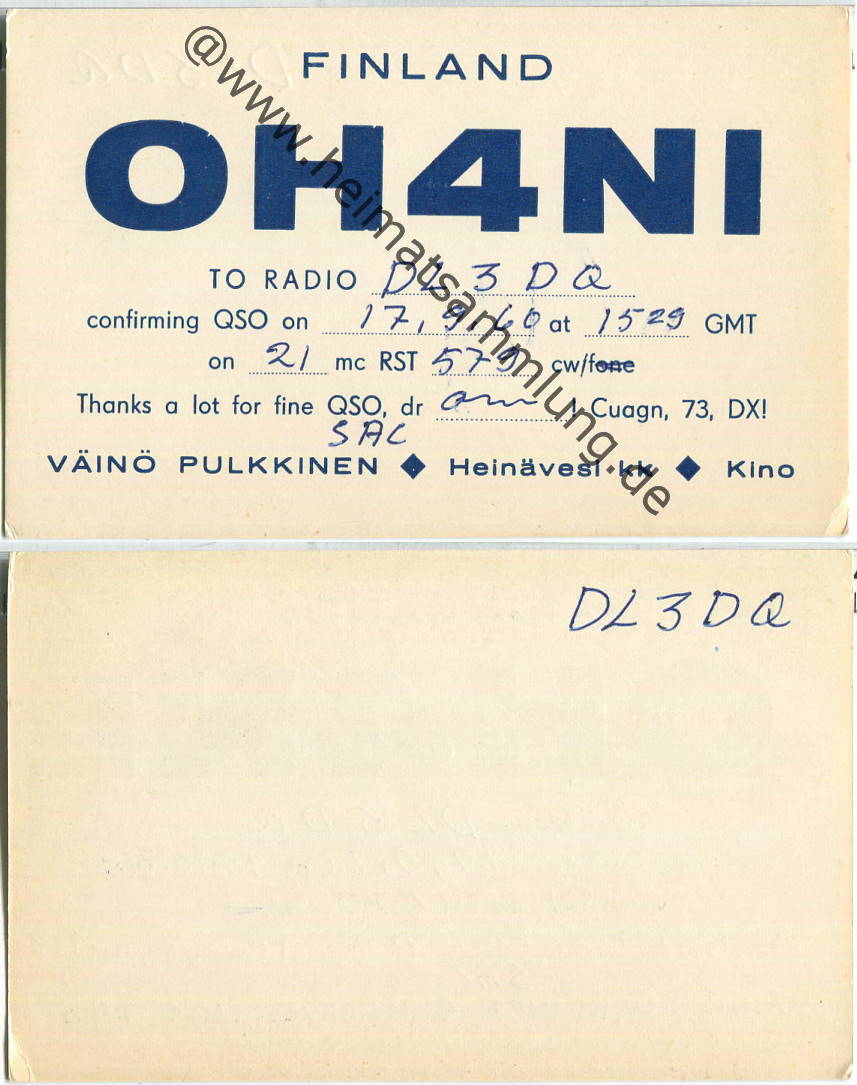 FINLAND
OH4NI
TO RADIO DL3DQ
confirming QSO on 17.9.60 at 1529 GMT
on 21 mc RST 579 cw/fone
Thanks a lot for fine QSO, dr om ! Cuagn, 73, DX!
SAC
VÄINÖ PULKKINEN ◆ Heinävesi kk ◆ Kino
@www.heimatsammlung.de
DL3DQ